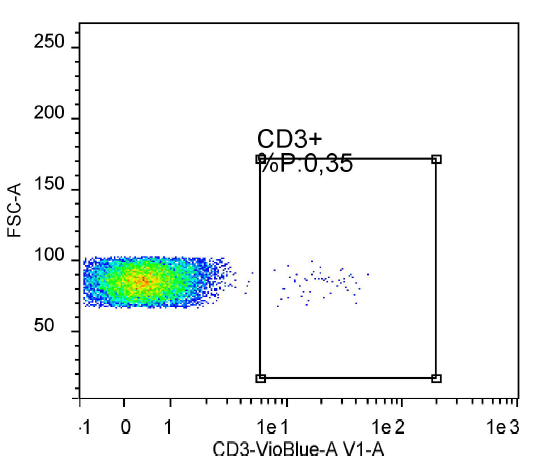 250
200
150
100
50
FSC-A
CD3+
%P:0,35
-1 0 1 1e1 1e2 1e3
CD3-VioBlue-A V1-A